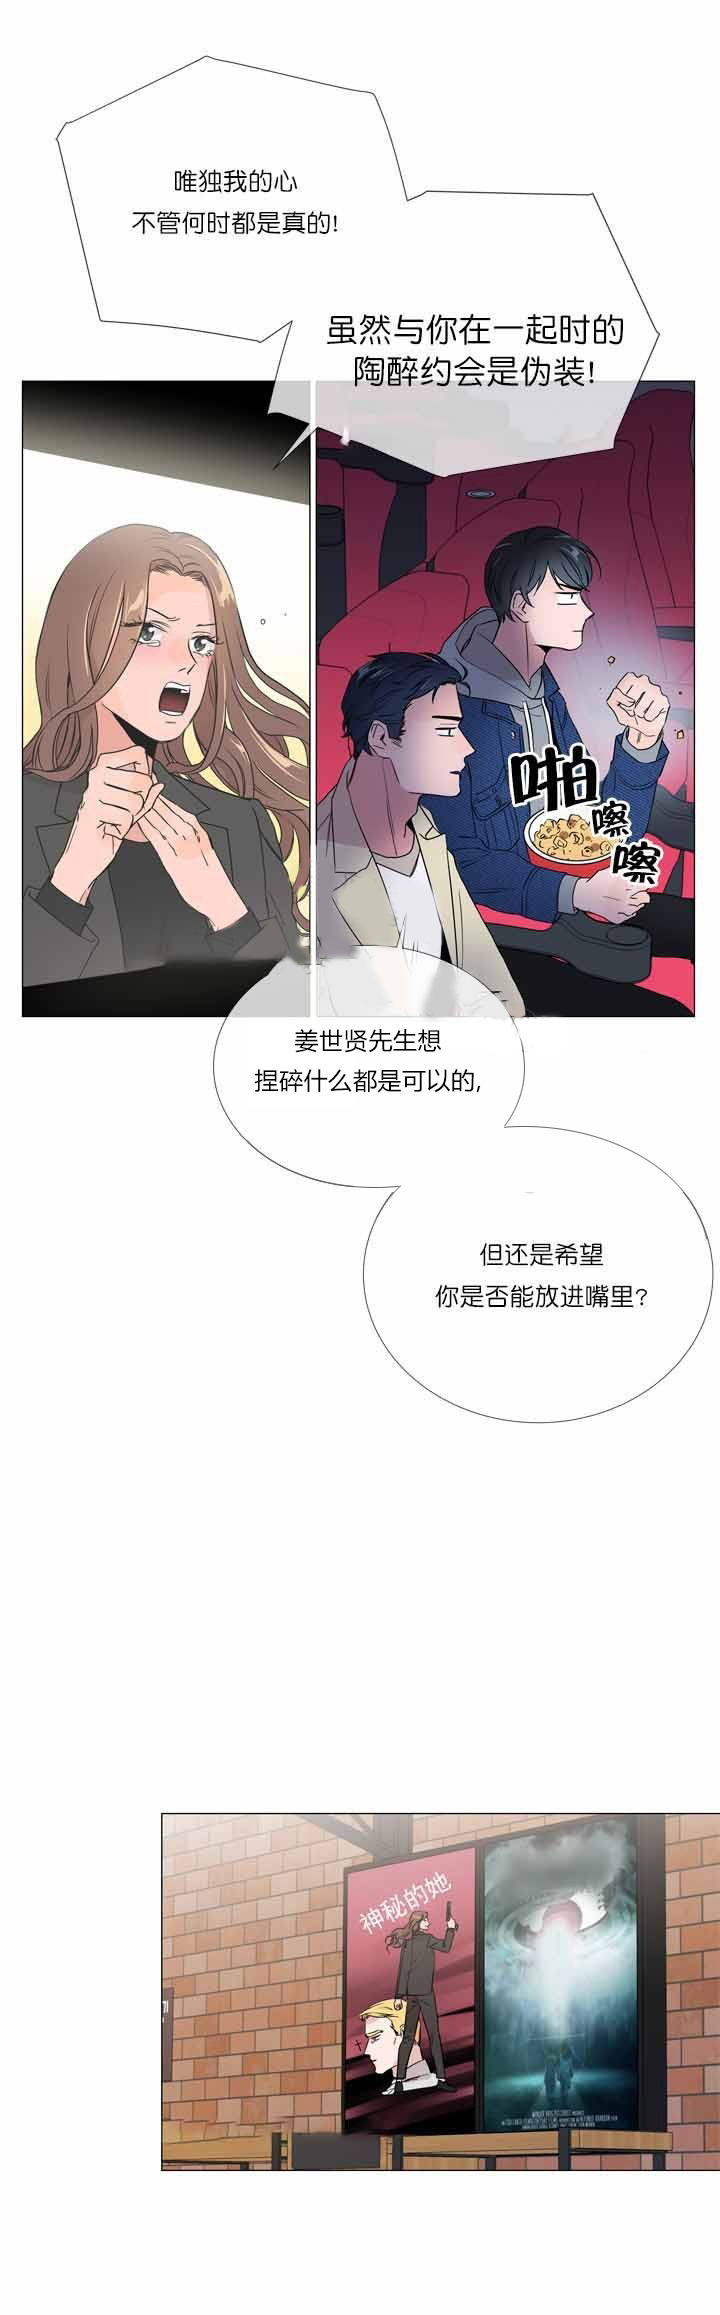 唯独我的心
不管何时都是真的!
虽然与你在一起时的
陶醉约会是伪装!
啪
嚓
嚓
姜世贤先生想
捏碎什么都是可以的,
但还是希望
你是否能放进嘴里?
神秘的她